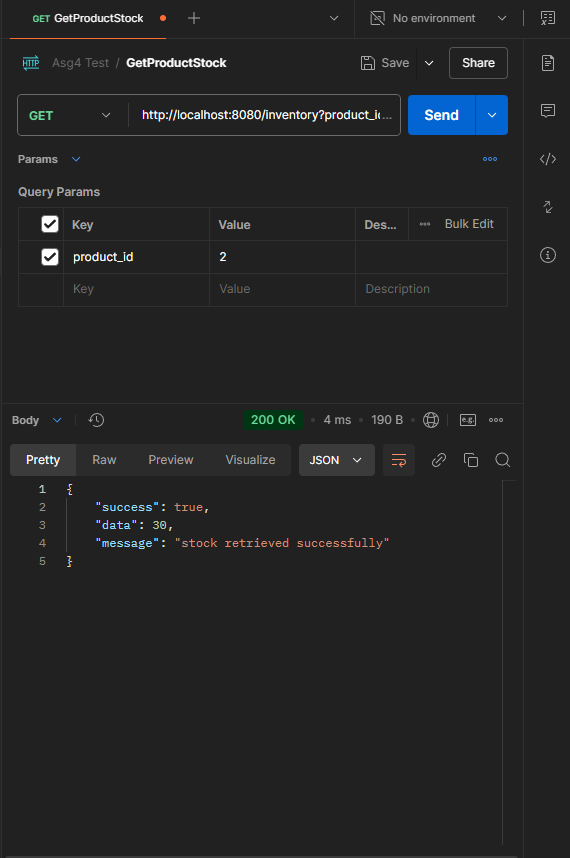 GET GetProductStock
No environment
HTTP Asg4 Test / GetProductStock
Save
Share
GET
http://localhost:8080/inventory?product_i...
Send
Params
Query Params
Key Value Des... Bulk Edit
product_id 2
Key Value Description
Body
200 OK • 4 ms • 190 B
e.g.
Pretty Raw Preview Visualize JSON
1 {
2 "success": true,
3 "data": 30,
4 "message": "stock retrieved successfully"
5 }